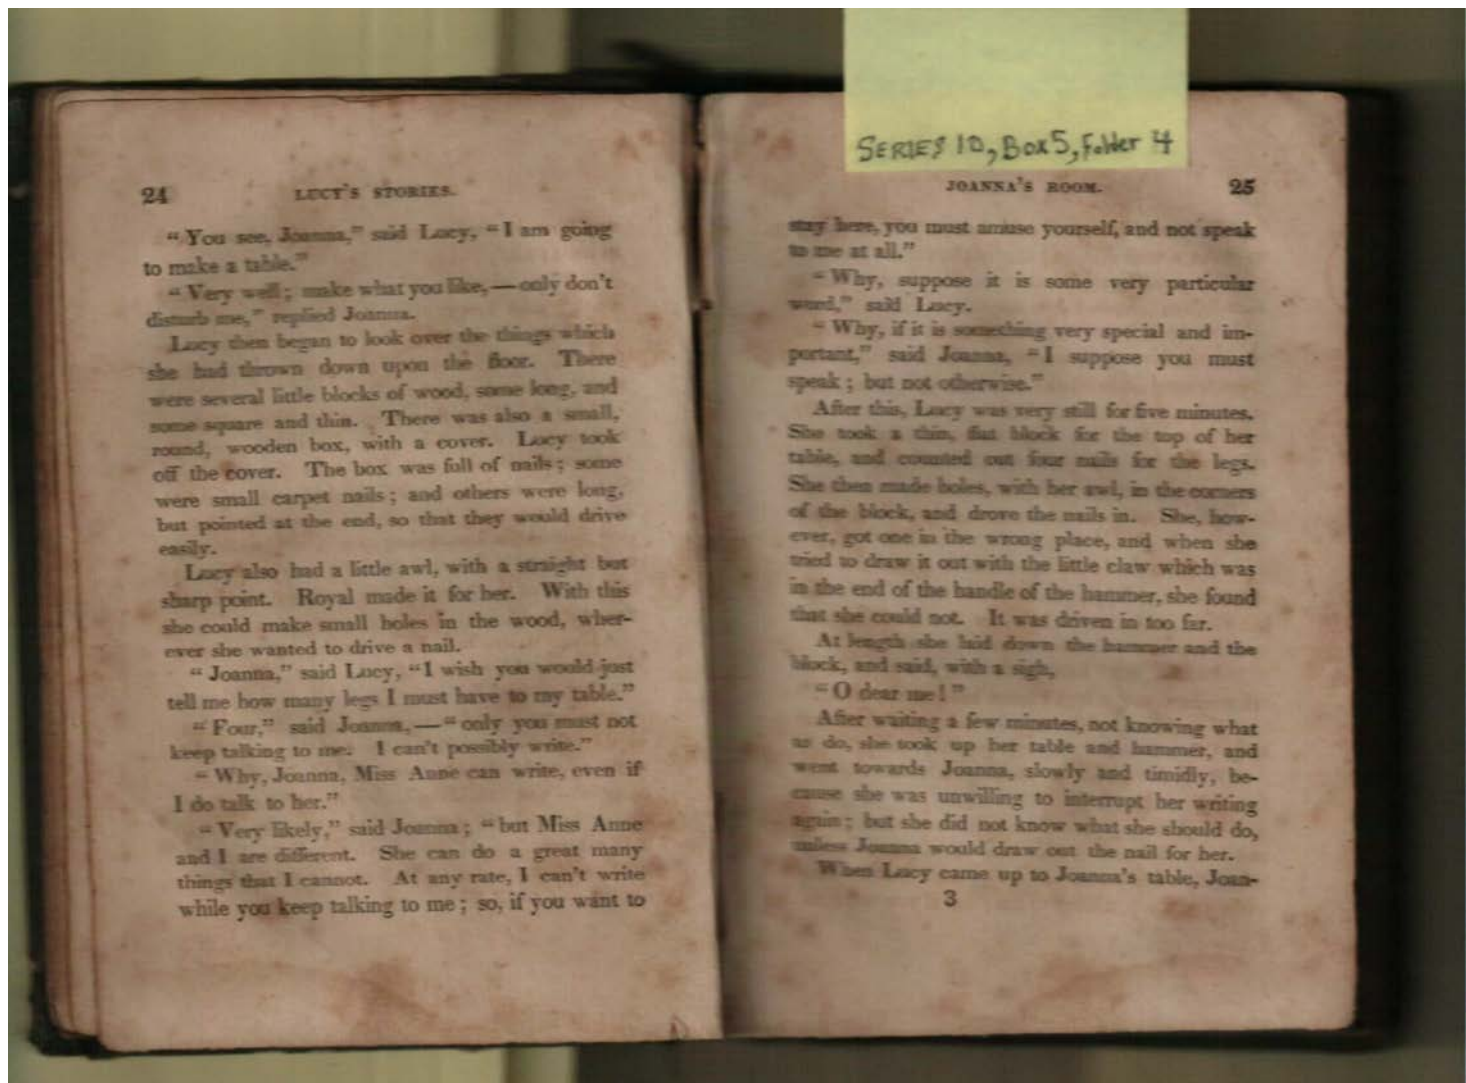 SERIES 10, Box 5, Folder 4
24 LUCY'S STORIES.
“You see, Joanna,” said Lucy, “I am going
to make a table.”
“Very well; make what you like,—only don't
disturb me,” replied Joanna.
Lucy then began to look over the things which
she had thrown down upon the floor. There
were several little blocks of wood, some long, and
some square and thin. There was also a small,
round, wooden box, with a cover. Lucy took
off the cover. The box was full of nails; some
were small carpet nails; and others were long,
but pointed at the end, so that they would drive
easily.
Lucy also had a little awl, with a straight but
sharp point. Royal made it for her. With this
she could make small holes in the wood, wher-
ever she wanted to drive a nail.
“Joanna,” said Lucy, “I wish you would just
tell me how many legs I must have to my table.”
“Four,” said Joanna,—“only you must not
keep talking to me. I can't possibly write.”
“Why, Joanna, Miss Anne can write, even if
I do talk to her.”
“Very likely,” said Joanna; “but Miss Anne
and I are different. She can do a great many
things that I cannot. At any rate, I can't write
while you keep talking to me; so, if you want to
JOANNA'S ROOM. 25
stay here, you must amuse yourself, and not speak
to me at all.”
“Why, suppose it is some very particular
word,” said Lucy.
“Why, if it is something very special and im-
portant,” said Joanna, “I suppose you must
speak; but not otherwise.”
After this, Lucy was very still for five minutes.
She took a thin, flat block for the top of her
table, and counted out four nails for the legs.
She then made holes, with her awl, in the corners
of the block, and drove the nails in. She, how-
ever, got one in the wrong place, and when she
tried to draw it out with the little claw which was
in the end of the handle of the hammer, she found
that she could not. It was driven in too far.
At length she laid down the hammer and the
block, and said, with a sigh,
“O dear me!”
After waiting a few minutes, not knowing what
to do, she took up her table and hammer, and
went towards Joanna, slowly and timidly, be-
cause she was unwilling to interrupt her writing
again; but she did not know what she should do,
unless Joanna would draw out the nail for her.
When Lucy came up to Joanna's table, Joan-
3